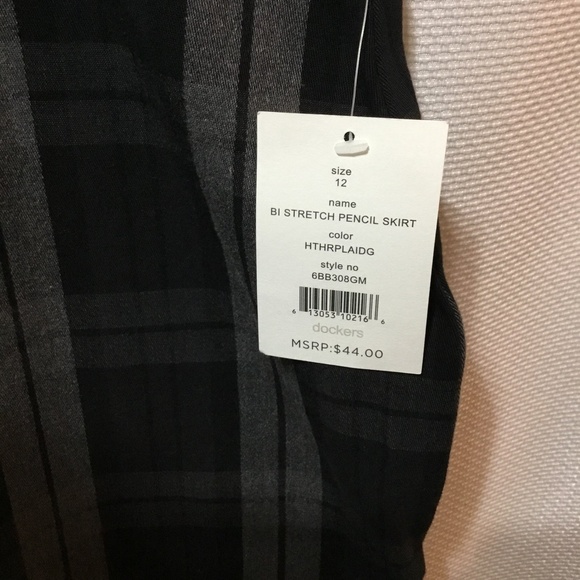 size
12
name
BI STRETCH PENCIL SKIRT
color
HTHRPLAIDG
style no
6BB308GM
6 13053 10216 6
dockers
MSRP:$44.00